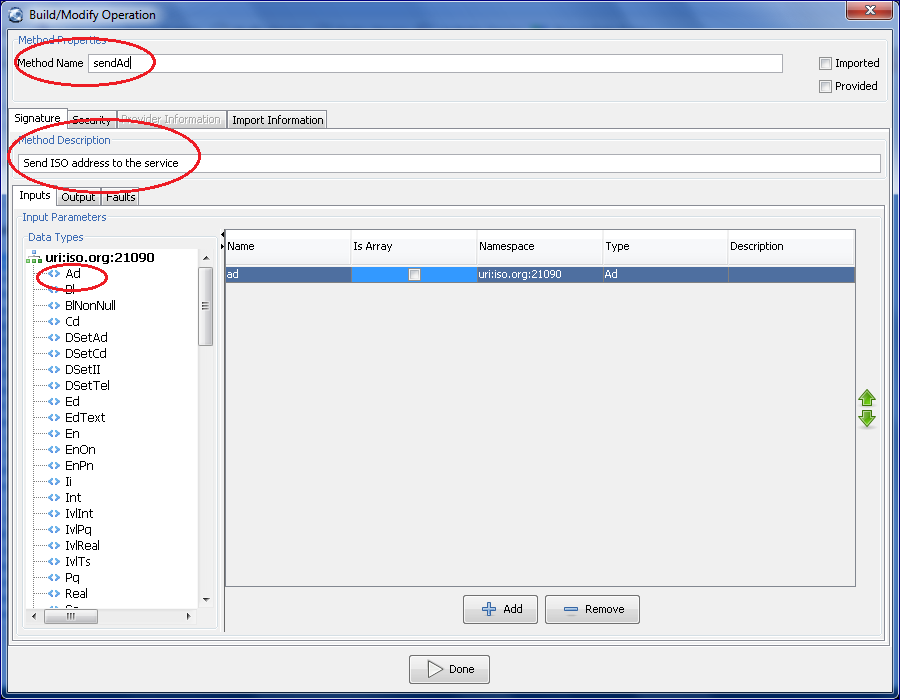 Build/Modify Operation
Method Properties
Method Name sendAd
Imported
Provided
Signature Security Provider Information Import Information
Method Description
Send ISO address to the service
Inputs Output Faults
Input Parameters
Data Types
uri:iso.org:21090
Ad
Bl
BlNonNull
Cd
DSetAd
DSetCd
DSetII
DSetTel
Ed
EdText
En
EnOn
EnPn
Ii
Int
IvlInt
IvlPq
IvlReal
IvlTs
Pq
Real
Name Is Array Namespace Type Description
ad uri:iso.org:21090 Ad
Add Remove
Done